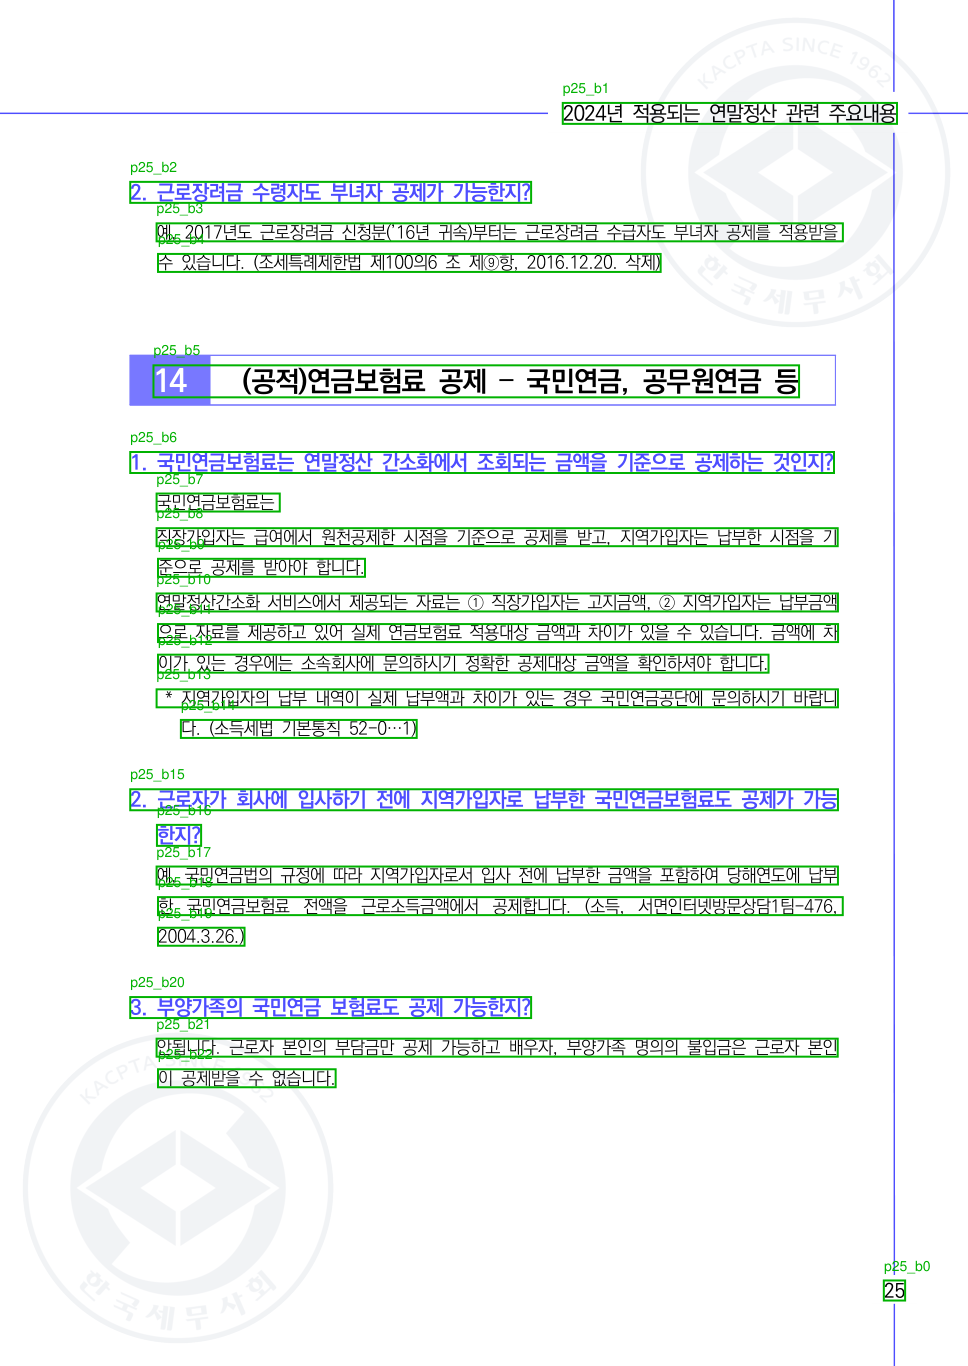 p25_b1
2024년 적용되는 연말정산 관련 주요내용
KACPTA SINCE 1962
한국세무사회
p25_b2
2. 근로장려금 수령자도 부녀자 공제가 가능한지?
p25_b3
예. 2017년도 근로장려금 신청분('16년 귀속)부터는 근로장려금 수급자도 부녀자 공제를 적용받을
p25_b4
수 있습니다. (조세특례제한법 제100의6 조 제⑨항, 2016.12.20. 삭제)
p25_b5
14 (공적)연금보험료 공제 - 국민연금, 공무원연금 등
p25_b6
1. 국민연금보험료는 연말정산 간소화에서 조회되는 금액을 기준으로 공제하는 것인지?
p25_b7
국민연금보험료는
p25_b8
직장가입자는 급여에서 원천공제한 시점을 기준으로 공제를 받고, 지역가입자는 납부한 시점을 기
p25_b9
준으로 공제를 받아야 합니다.
p25_b10
연말정산간소화 서비스에서 제공되는 자료는 ① 직장가입자는 고지금액, ② 지역가입자는 납부금액
p25_b11
으로 자료를 제공하고 있어 실제 연금보험료 적용대상 금액과 차이가 있을 수 있습니다. 금액에 차
p25_b12
이가 있는 경우에는 소속회사에 문의하시기 정확한 공제대상 금액을 확인하셔야 합니다.
p25_b13
* 지역가입자의 납부 내역이 실제 납부액과 차이가 있는 경우 국민연금공단에 문의하시기 바랍니
p25_b14
다. (소득세법 기본통칙 52-0…1)
p25_b15
2. 근로자가 회사에 입사하기 전에 지역가입자로 납부한 국민연금보험료도 공제가 가능
p25_b16
한지?
p25_b17
예. 국민연금법의 규정에 따라 지역가입자로서 입사 전에 납부한 금액을 포함하여 당해연도에 납부
p25_b18
한 국민연금보험료 전액을 근로소득금액에서 공제합니다. (소득, 서면인터넷방문상담1팀-476,
p25_b19
2004.3.26.)
p25_b20
3. 부양가족의 국민연금 보험료도 공제 가능한지?
p25_b21
안됩니다. 근로자 본인의 부담금만 공제 가능하고 배우자, 부양가족 명의의 불입금은 근로자 본인
p25_b22
이 공제받을 수 없습니다.
한국세무사회
p25_b0
25